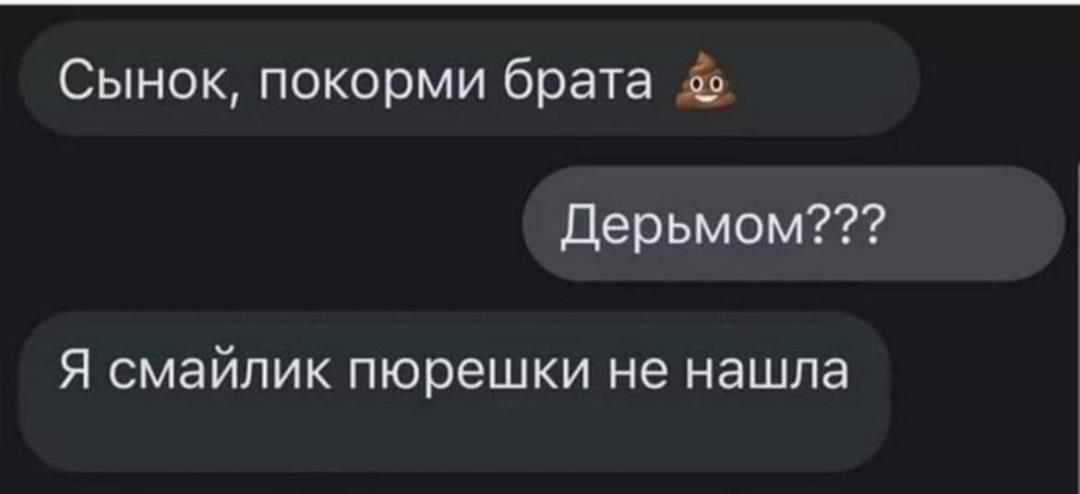 Сынок, покорми брата 💩
Дерьмом???
Я смайлик пюрешки не нашла